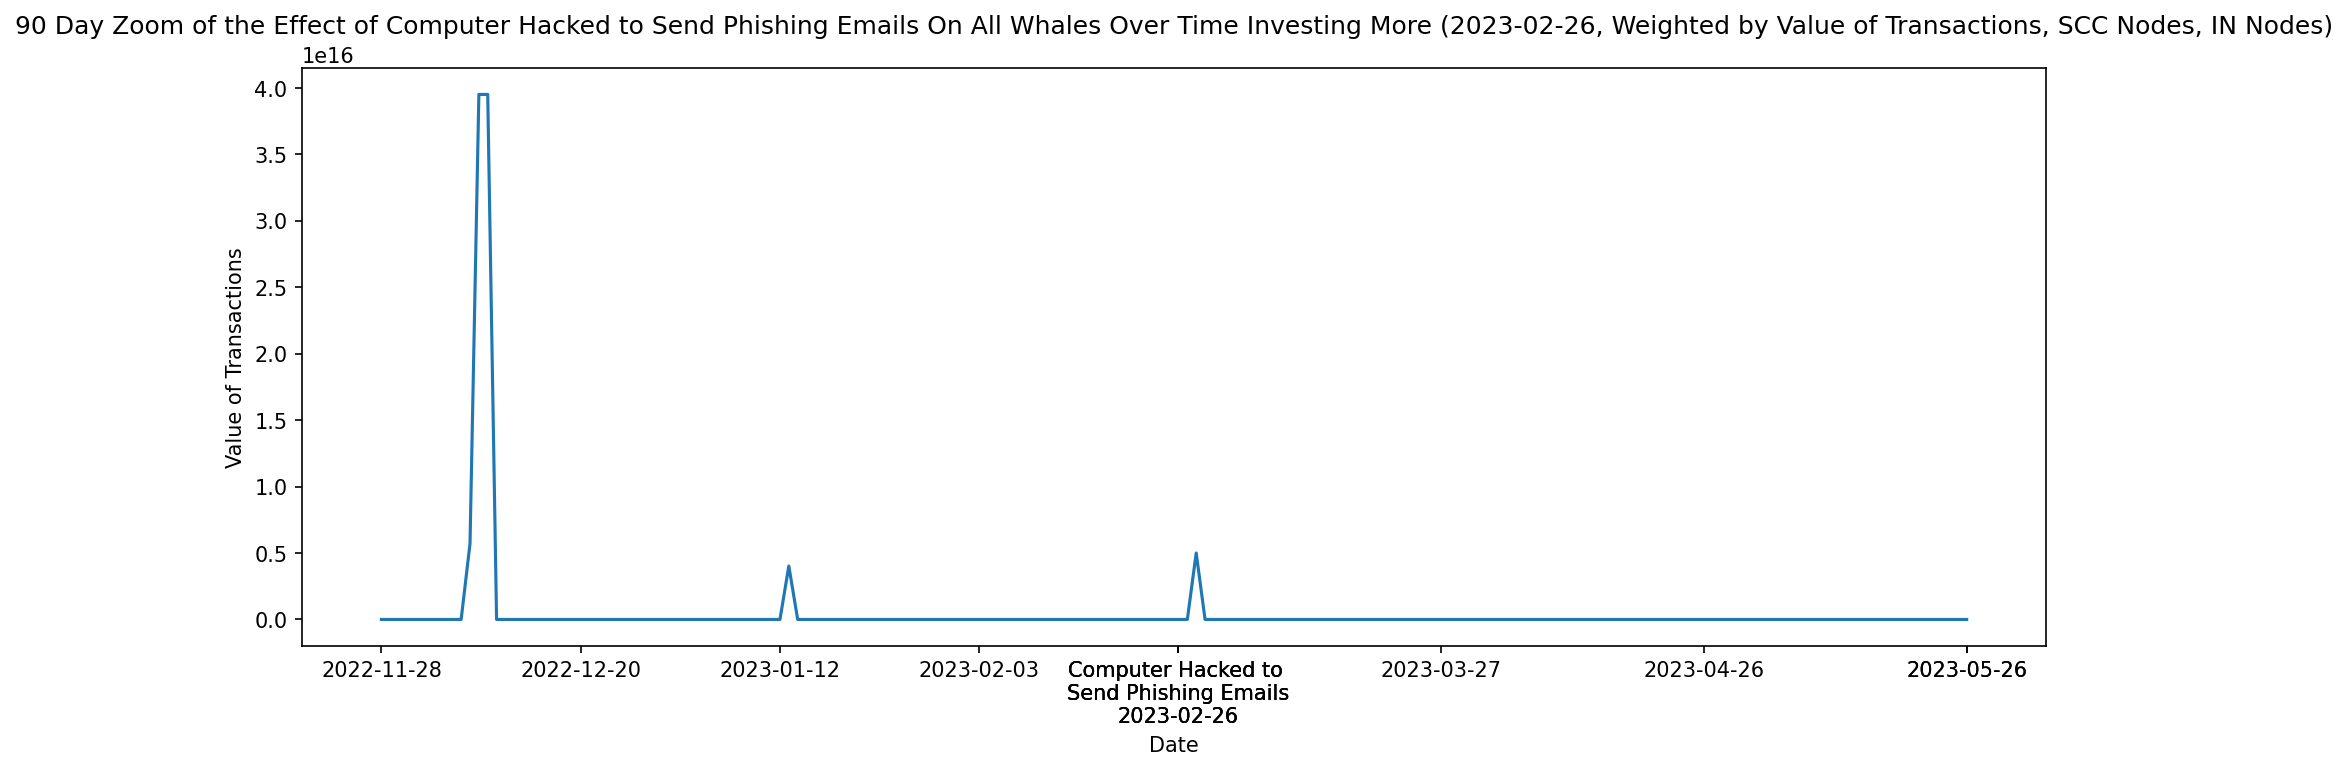 90 Day Zoom of the Effect of Computer Hacked to Send Phishing Emails On All Whales Over Time Investing More (2023-02-26, Weighted by Value of Transactions, SCC Nodes, IN Nodes)
1e16
4.0
3.5
3.0
2.5
2.0
1.5
1.0
0.5
0.0
Value of Transactions
2022-11-28
2022-12-20
2023-01-12
2023-02-03
Computer Hacked to
Send Phishing Emails
2023-02-26
2023-03-27
2023-04-26
2023-05-26
Date